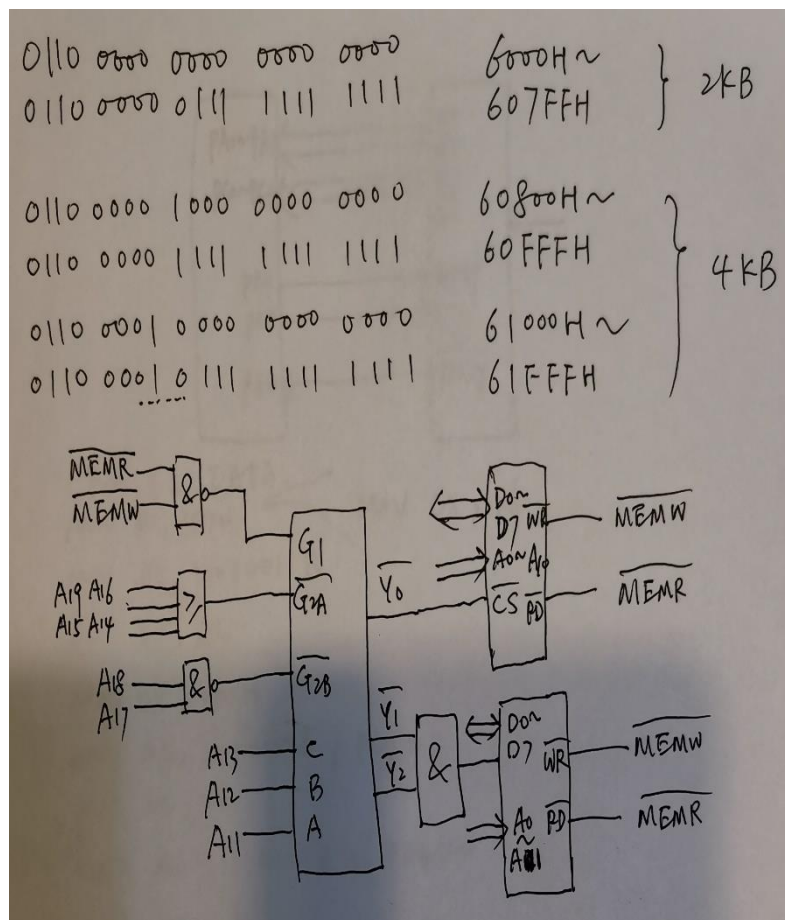 0110 0000 0000 0000 0000 6000H~
0110 0000 0111 1111 1111 607FFH
} 2KB
0110 0000 1000 0000 0000 60800H~
0110 0000 1111 1111 1111 60FFFH
0110 0001 0000 0000 0000 61000H~
0110 0001 0111 1111 1111 61FFFH
} 4KB
MEMR
MEMW
&
G1
A19 A16
A15 A14
≥
G2A
A18
A17
&
G2B
A13
C
A12
B
A11
A
Y0
Y1
Y2
&
D0~
D7 WR
MEMW
A0~A10
CS RD
MEMR
D0~
D7
WR
MEMW
A0
~
A11
RD
MEMR